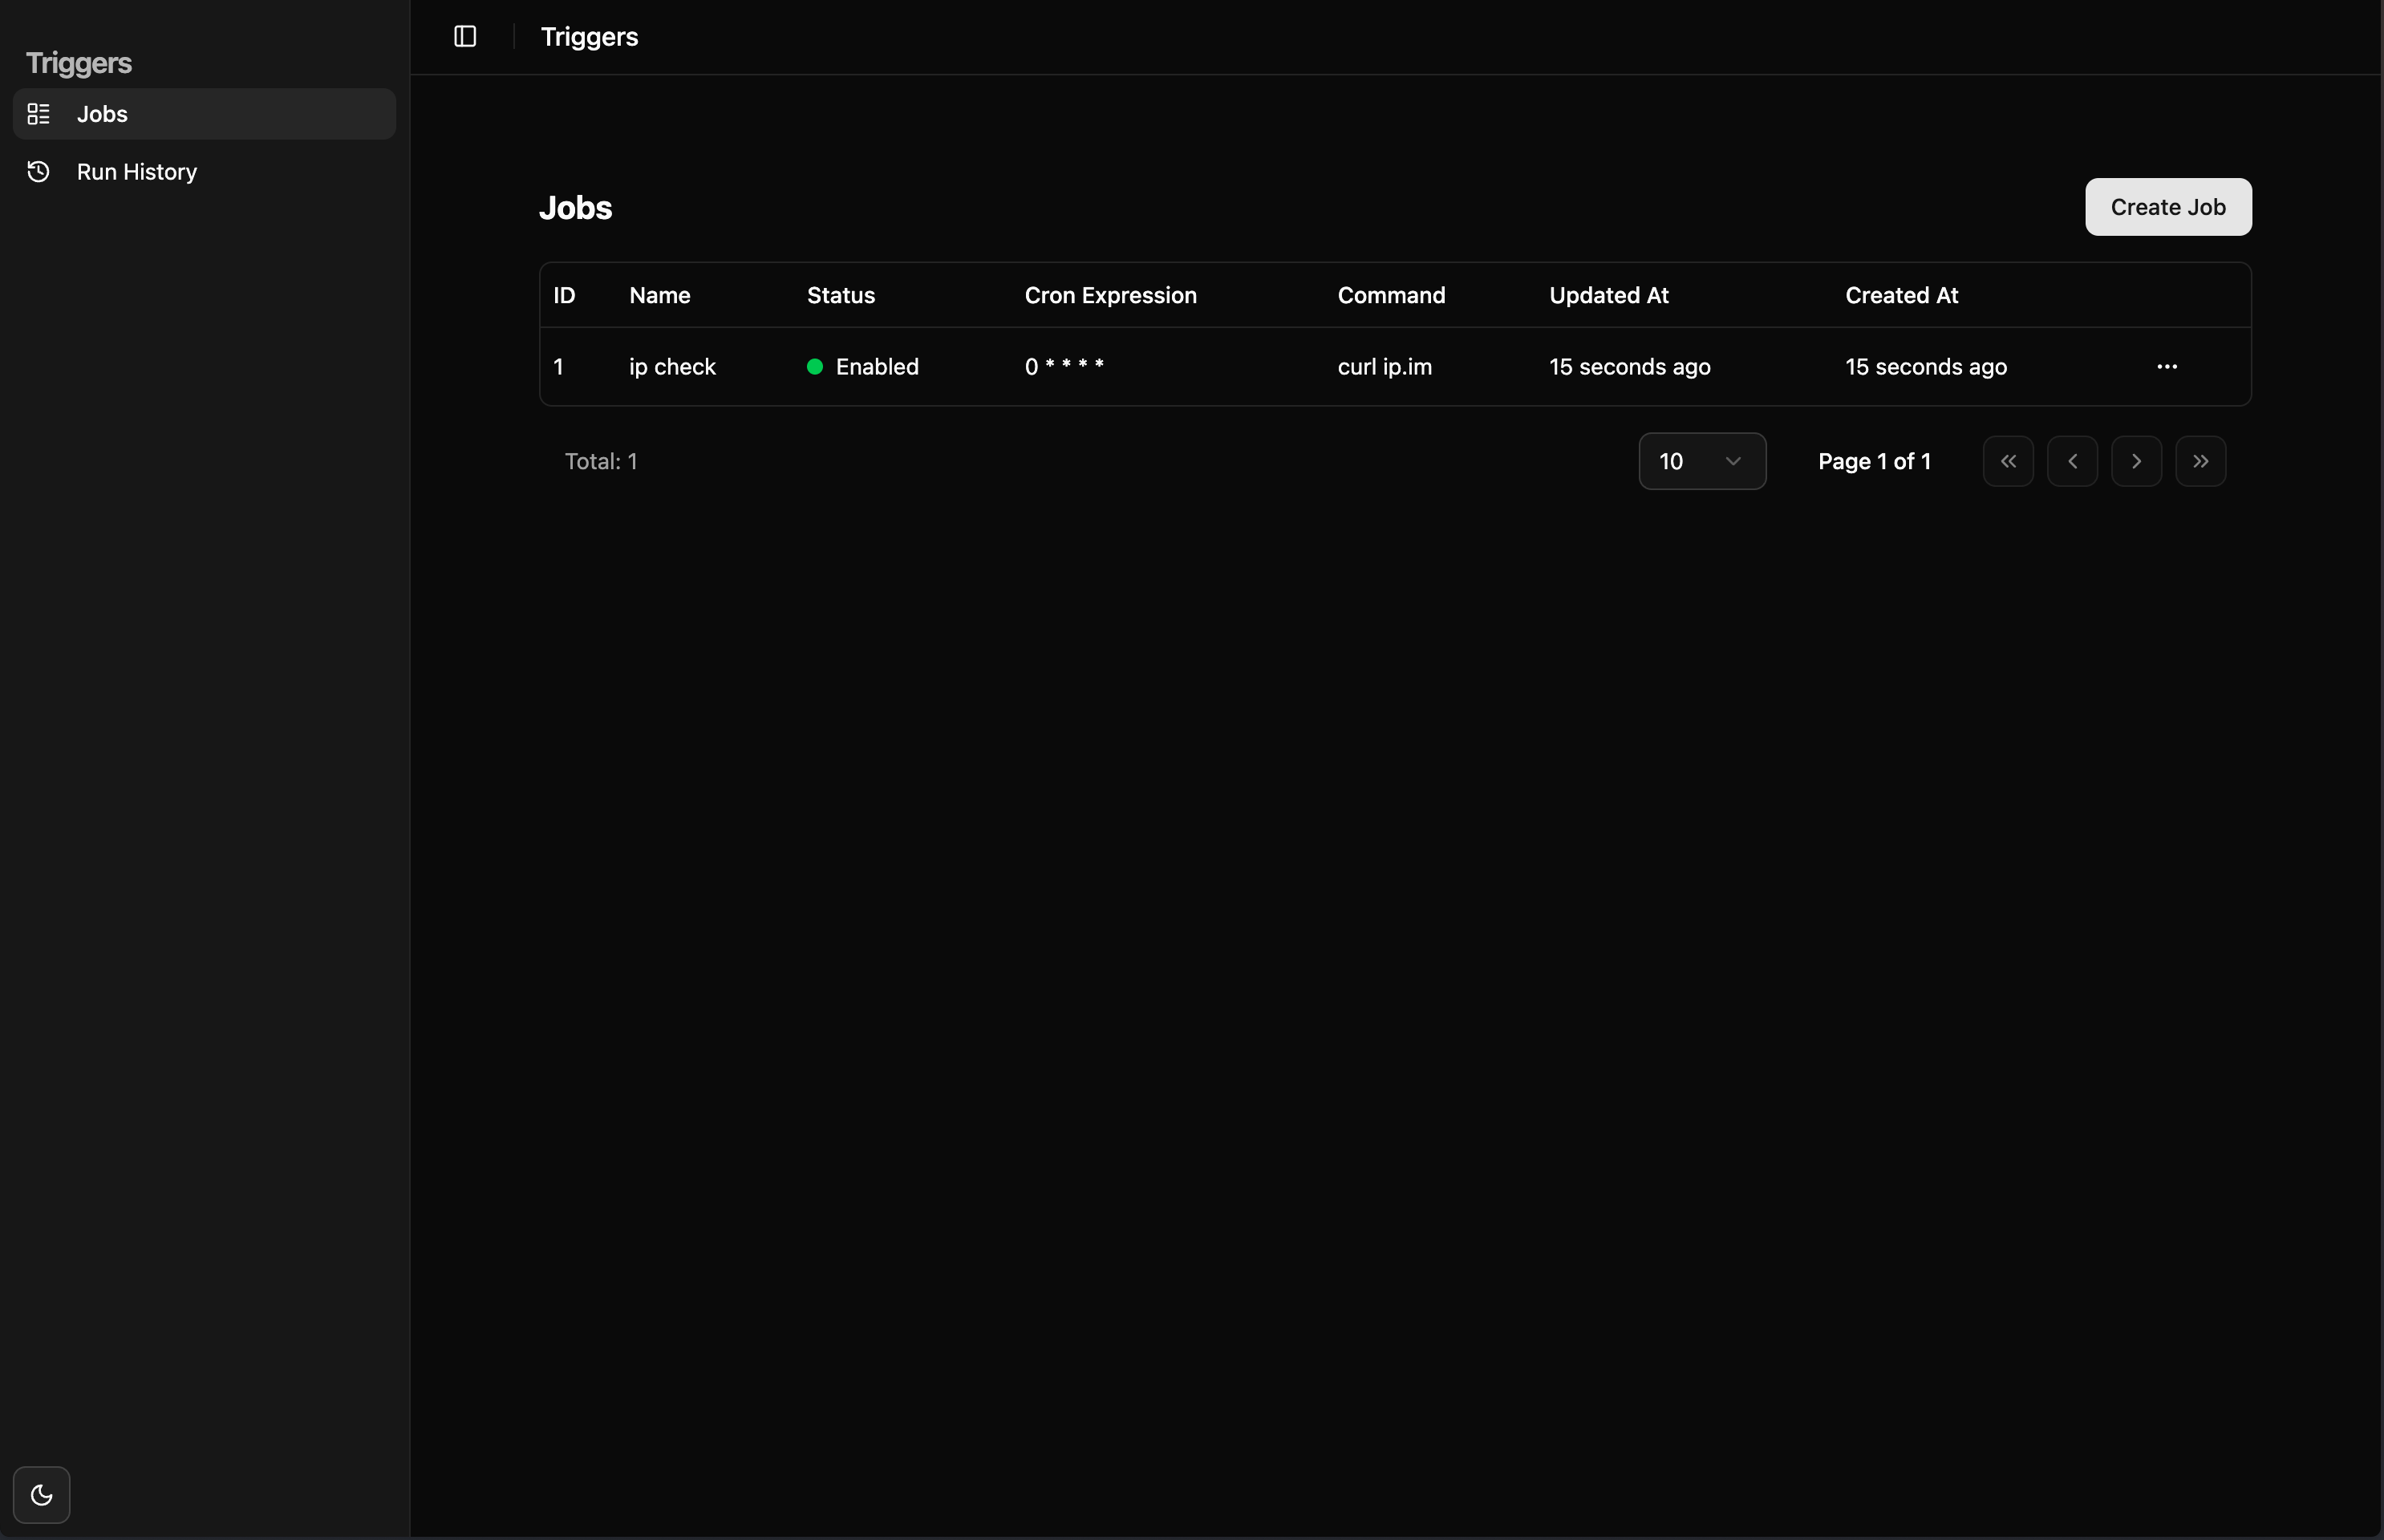 Triggers
Jobs
Run History
Triggers
Jobs
Create Job
ID Name Status Cron Expression Command Updated At Created At
1 ip check Enabled 0 * * * * curl ip.im 15 seconds ago 15 seconds ago
Total: 1 10 Page 1 of 1